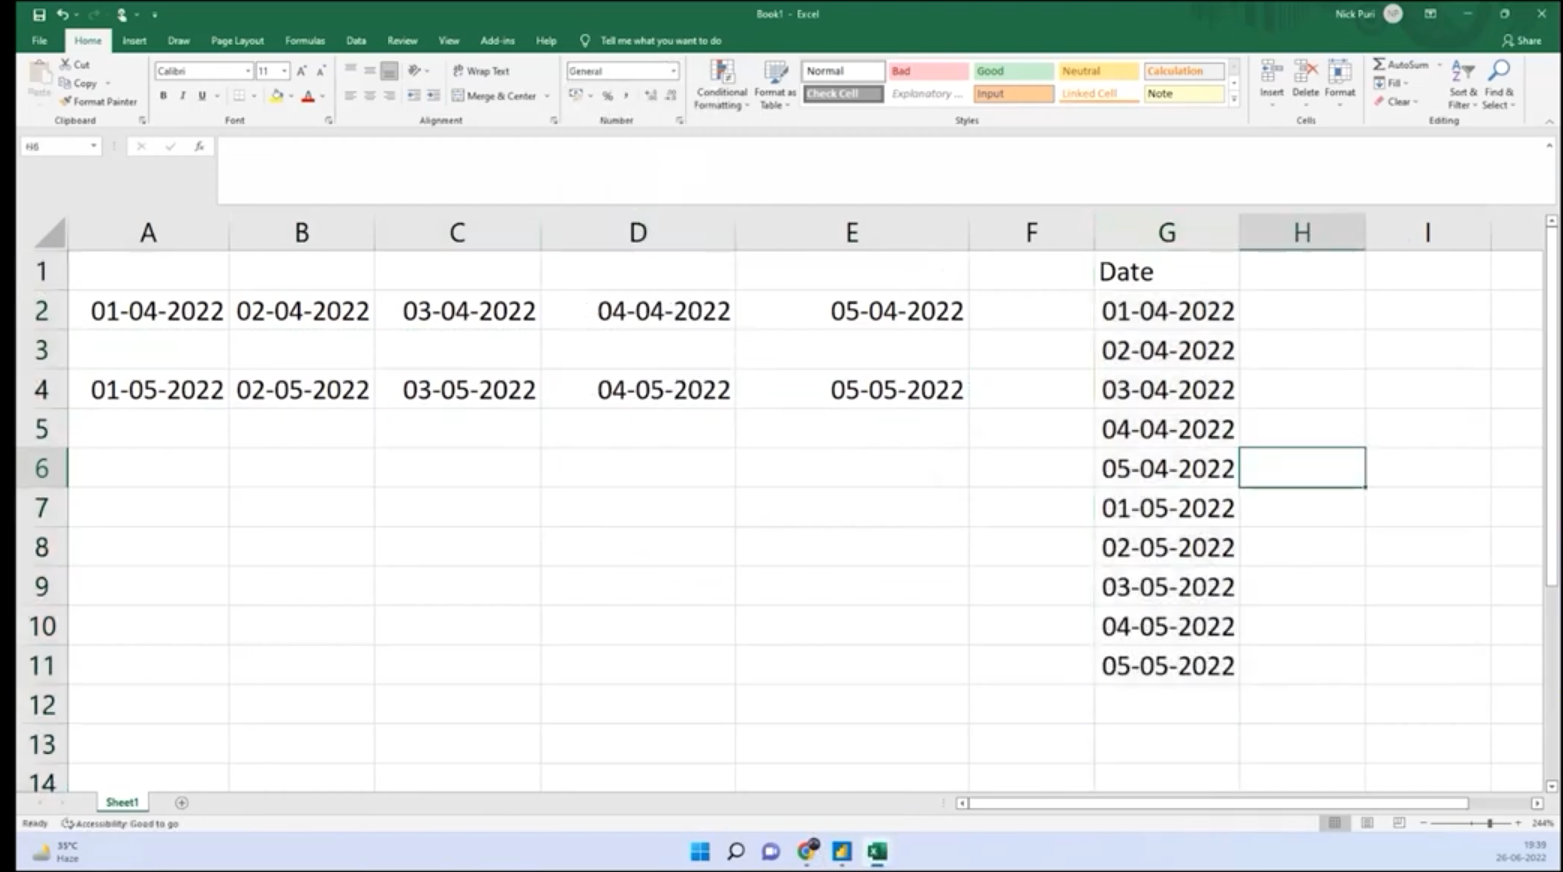 Book1 - Excel
Nick Puri NP
File Home Insert Draw Page Layout Formulas Data Review View Add-ins Help Tell me what you want to do Share
Cut
Copy
Format Painter
Paste
Clipboard
Calibri 11
B I U
Font
Wrap Text
Merge & Center
Alignment
General
Number
Conditional Formatting
Format as Table
Normal Bad Good Neutral Calculation
Check Cell Explanatory ... Input Linked Cell Note
Styles
Insert Delete Format
Cells
AutoSum
Fill
Clear
Sort & Filter
Find & Select
Editing
H6 fx
A B C D E F G H I
1 Date
2 01-04-2022 02-04-2022 03-04-2022 04-04-2022 05-04-2022 01-04-2022
3 02-04-2022
4 01-05-2022 02-05-2022 03-05-2022 04-05-2022 05-05-2022 03-04-2022
5 04-04-2022
6 05-04-2022
7 01-05-2022
8 02-05-2022
9 03-05-2022
10 04-05-2022
11 05-05-2022
12
13
14
Sheet1
Ready Accessibility: Good to go 244%
35°C
Haze
19:39
26-06-2022